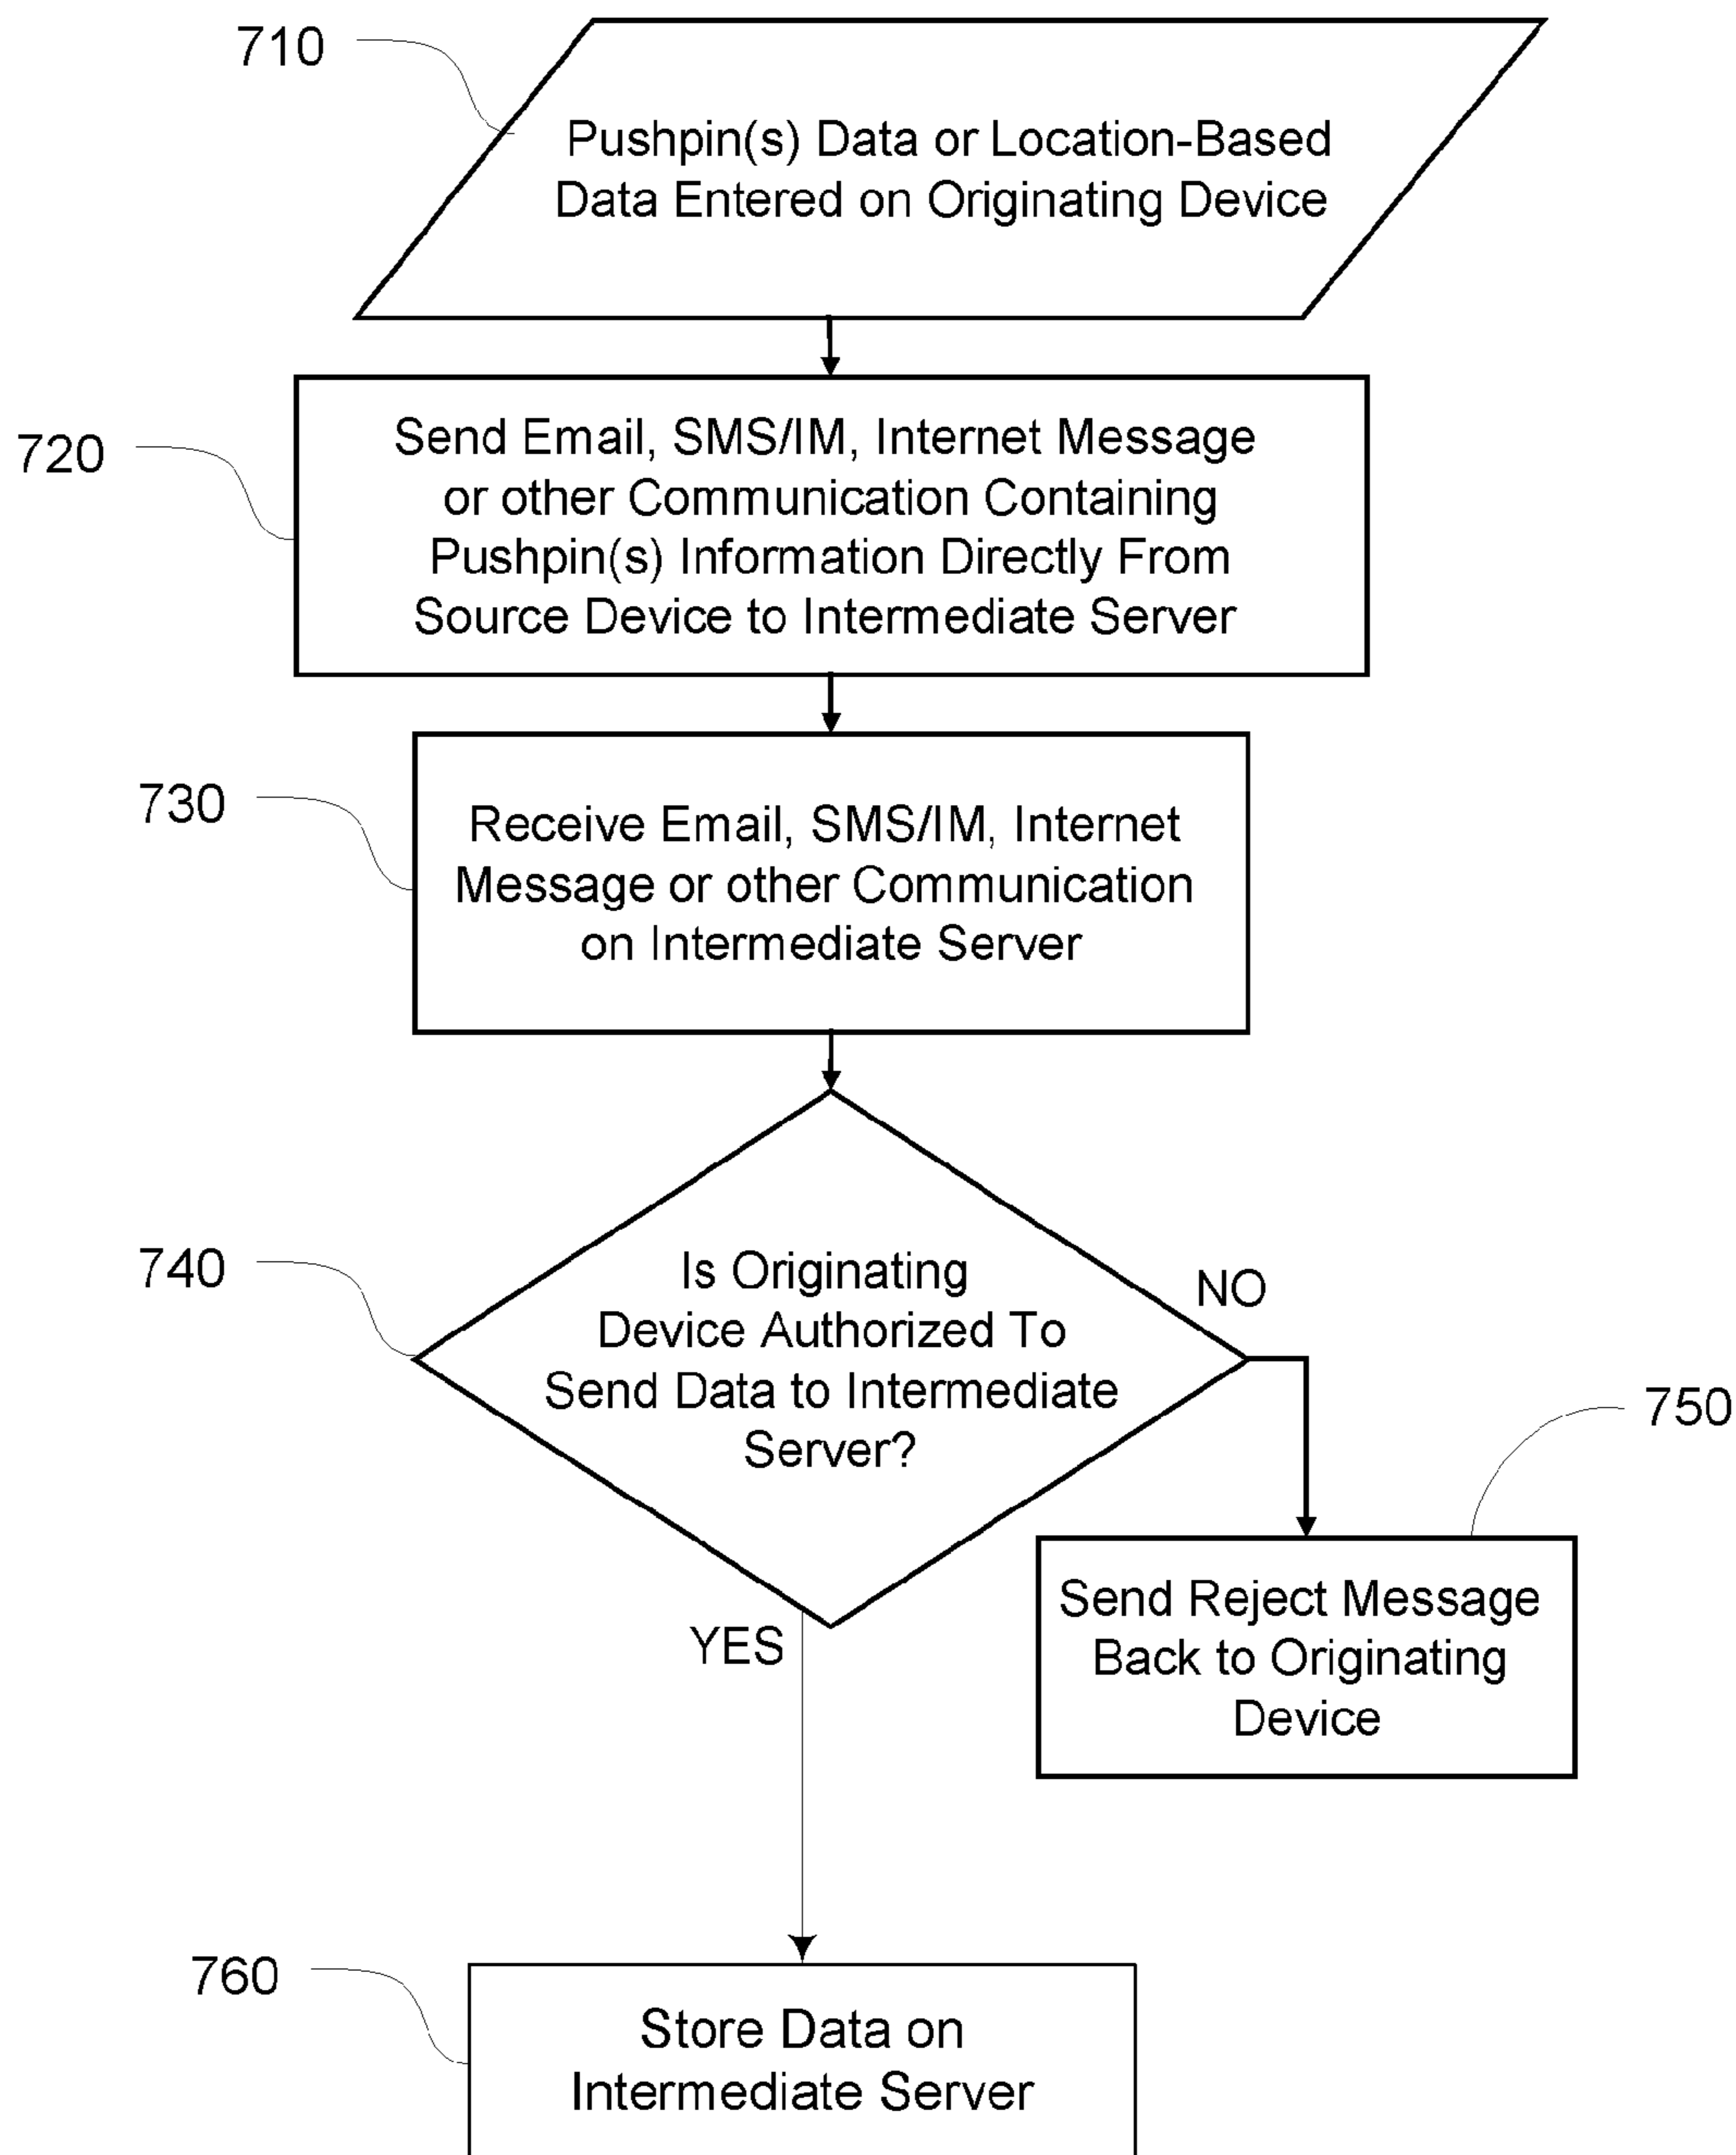 710
Pushpin(s) Data or Location-Based
Data Entered on Originating Device
720
Send Email, SMS/IM, Internet Message
or other Communication Containing
Pushpin(s) Information Directly From
Source Device to Intermediate Server
730
Receive Email, SMS/IM, Internet
Message or other Communication
on Intermediate Server
740
Is Originating
Device Authorized To
Send Data to Intermediate
Server?
NO
750
Send Reject Message
Back to Originating
Device
YES
760
Store Data on
Intermediate Server